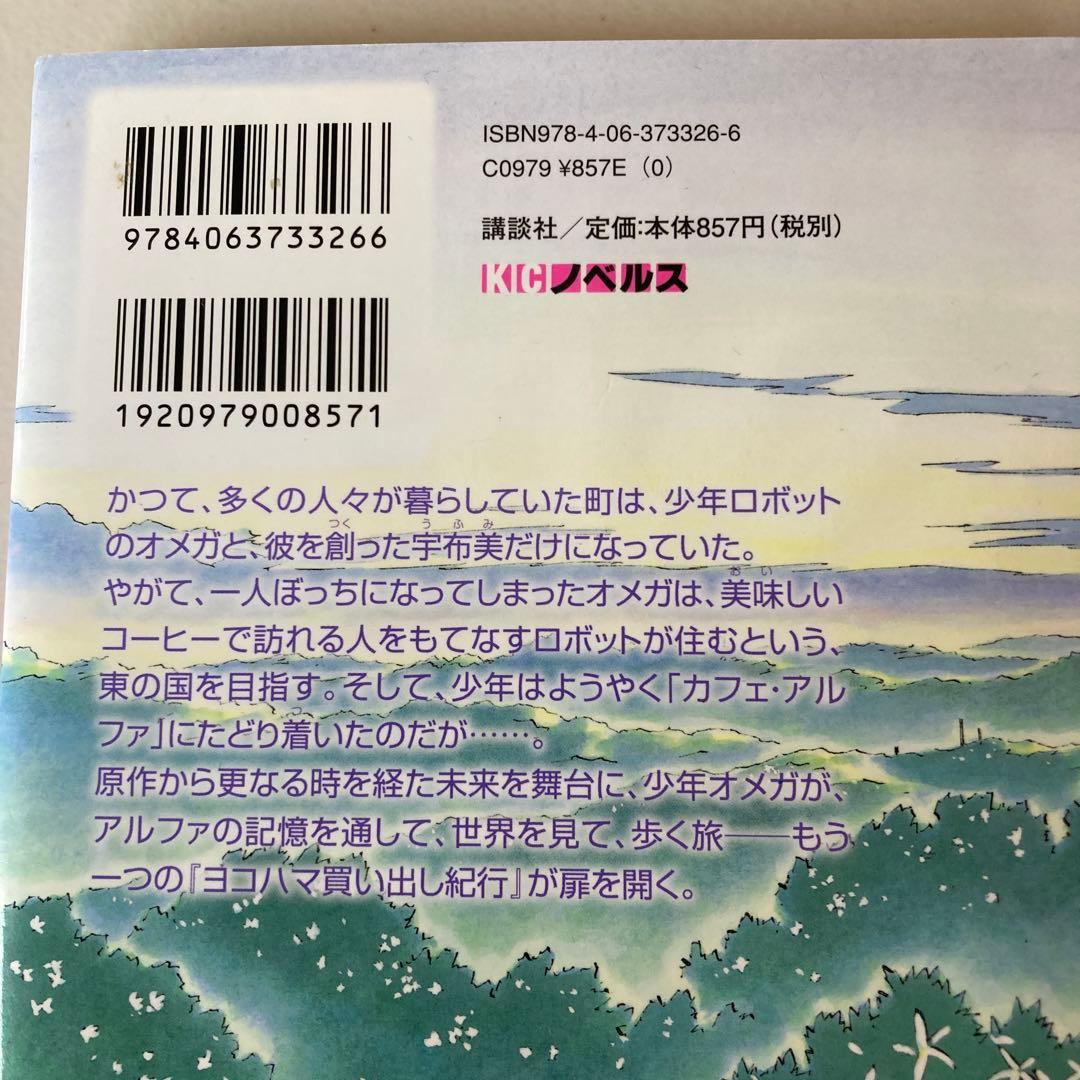 9784063733266
1920979008571
ISBN978-4-06-373326-6
C0979 ¥857E (0)
講談社／定価:本体857円(税別)
KCノベルス
かつて、多くの人々が暮らしていた町は、少年ロボット
つく うふみ
のオメガと、彼を創った宇布美だけになっていた。
おい
やがて、一人ぼっちになってしまったオメガは、美味しい
コーヒーで訪れる人をもてなすロボットが住むという、
東の国を目指す。そして、少年はようやく「カフェ・アル
つ
ファ」にたどり着いたのだが……。
原作から更なる時を経た未来を舞台に、少年オメガが、
アルファの記憶を通して、世界を見て、歩く旅――もう
一つの『ヨコハマ買い出し紀行』が扉を開く。